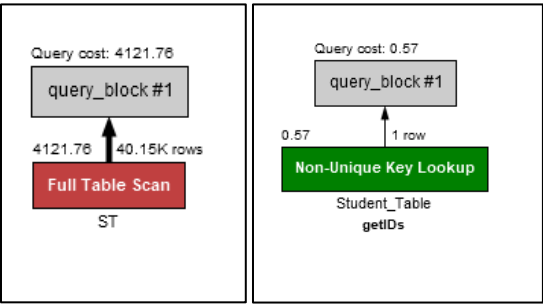 Query cost: 4121.76
query_block #1
4121.76 40.15K rows
Full Table Scan
ST
Query cost: 0.57
query_block #1
0.57 1 row
Non-Unique Key Lookup
Student_Table
getIDs